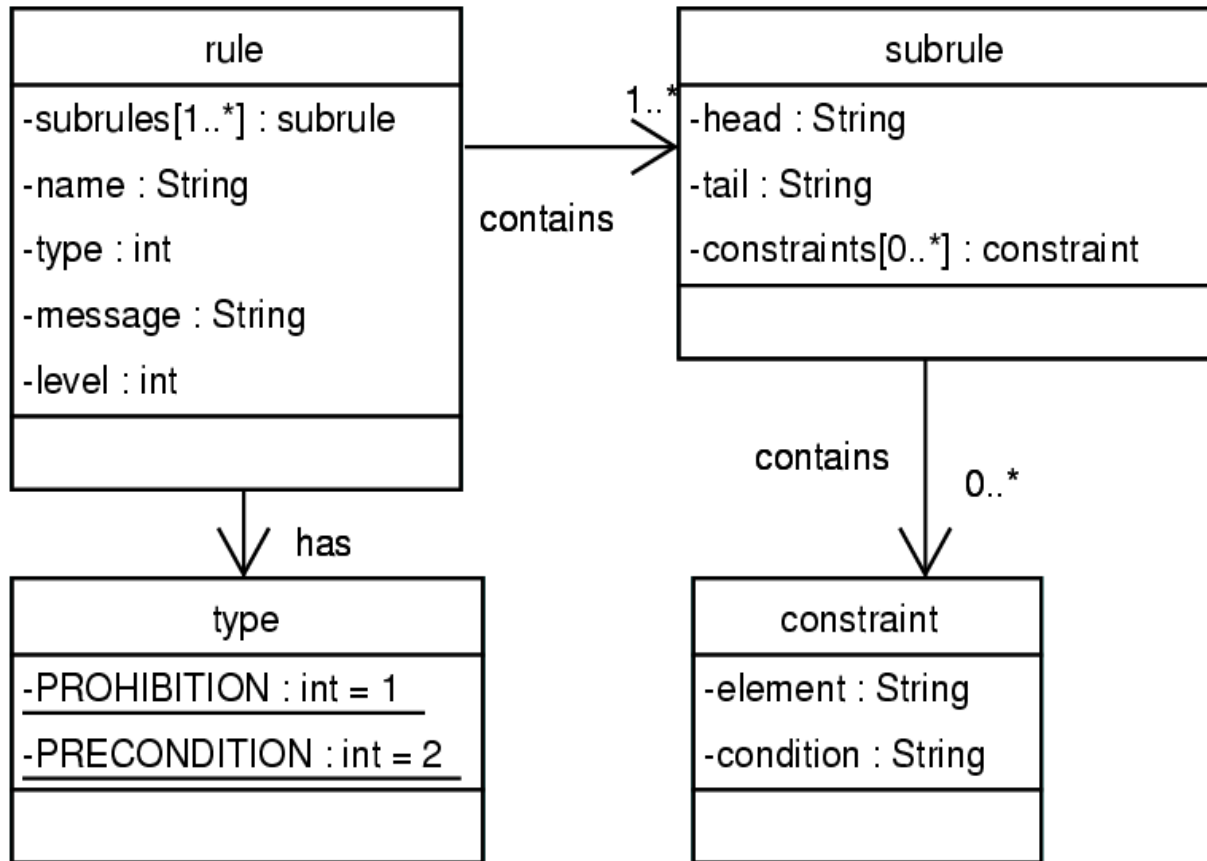 rule
-subrules[1..*] : subrule
-name : String
-type : int
-message : String
-level : int
contains
1..*
subrule
-head : String
-tail : String
-constraints[0..*] : constraint
has
contains
0..*
type
-PROHIBITION : int = 1
-PRECONDITION : int = 2
constraint
-element : String
-condition : String